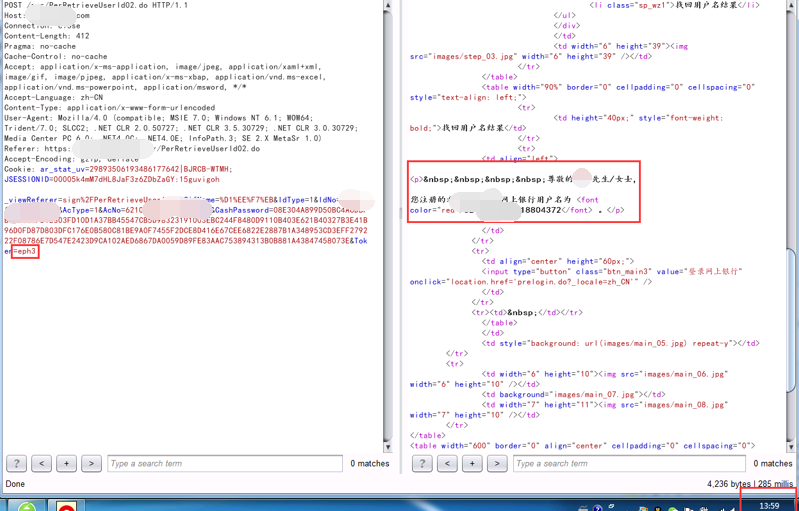 POST /
/PerRetrieveUserId02.do HTTP/1.1
Host: .com
Connection: close
Content-Length: 412
Pragma: no-cache
Cache-Control: no-cache
Accept: application/x-ms-application, image/jpeg, application/xaml+xml,
image/gif, image/pjpeg, application/x-ms-xbap, application/vnd.ms-excel,
application/vnd.ms-powerpoint, application/msword, */*
Accept-Language: zh-CN
Content-Type: application/x-www-form-urlencoded
User-Agent: Mozilla/4.0 (compatible; MSIE 7.0; Windows NT 6.1; WOW64;
Trident/7.0; SLCC2; .NET CLR 2.0.50727; .NET CLR 3.5.30729; .NET CLR 3.0.30729;
Media Center PC 6.0; .NET4.0C; .NET4.0E; InfoPath.3; SE 2.X MetaSr 1.0)
Referer: https: /PerRetrieveUserId02.do
Accept-Encoding: gzip, deflate
Cookie: ar_stat_uv=29893506193486177642|BJRCB-WTMH;
JSESSIONID=00005k4mM7dHL8JaF3z6ZDbZaGY:15guvigoh
_viewReferer=sign%2FPerRetrieveUserId
Name=%D1%EE%F7%EB&IdType=1&IdNo=
&AcType=1&AcNo=6210
&CashPassword=08E304A899D50BC4A
22F08786E7D547E2423D9CA102AED6867DA0059D89FE83AAC753894313B0B881A43847458073E&Tok
en=eph3
? < + > Type a search term 0 matches
<li class="sp_wz1">找回用户名结果</li>
</ul>
</div>
</td>
<td width="6" height="39"><img
src="images/step_03.jpg" width="6" height="39" /></td>
</tr>
</table>
<table width="90%" border="0" cellpadding="0" cellspacing="0"
style="text-align: left;">
<tr>
<td height="40px;" style="font-weight:
bold;">找回用户名结果</td>
</tr>
<tr>
<td align="left">
<p>&nbsp;&nbsp;&nbsp;&nbsp;尊敬的 先生/女士,
您注册的 网上银行用户名为 <font
color="red 18804372</font> 。</p>
</td>
</tr>
<tr>
<td align="center" height="60px;">
<input type="button" class="btn_main3" value="登录网上银行"
onclick="location.href='prelogin.do?_locale=zh_CN'" />
</td>
</tr>
<tr><td>&nbsp;</td></tr>
</table>
</td>
<td style="background: url(images/main_05.jpg) repeat-y"></td>
</tr>
<tr>
<td width="6" height="10"><img src="images/main_06.jpg"
width="6" height="10" /></td>
<td background="images/main_07.jpg"></td>
<td width="7" height="11"><img src="images/main_08.jpg"
width="7" height="10" /></td>
</tr>
</table>
<table width="600" border="0" align="center" cellpadding="0" cellspacing="0">
? < + > Type a search term 0 matches
Done
4,236 bytes | 285 millis
13:59